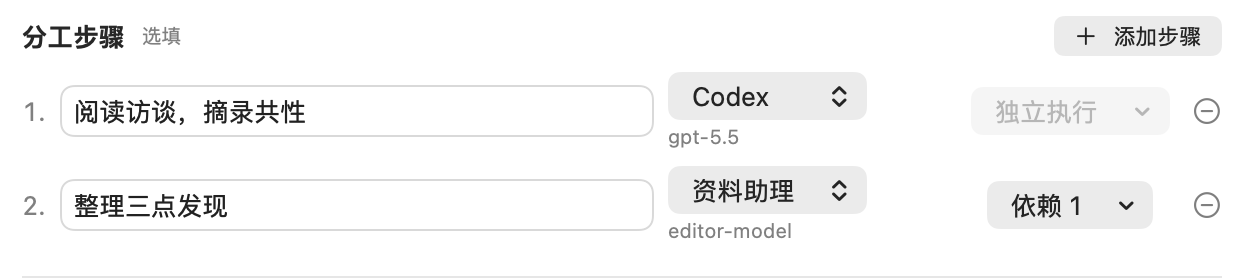 分工步骤 选填 + 添加步骤
1. 阅读访谈，摘录共性 Codex 独立执行
gpt-5.5
2. 整理三点发现 资料助理 依赖 1
editor-model